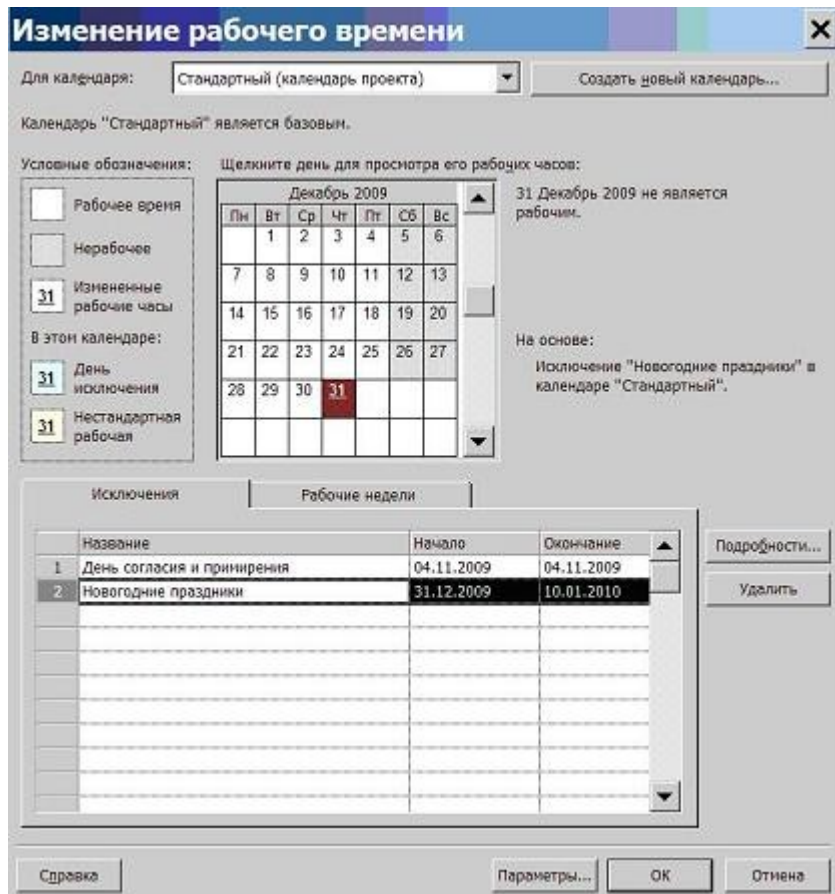 Изменение рабочего времени
Для календаря: Стандартный (календарь проекта) Создать новый календарь...
Календарь "Стандартный" является базовым.
Условные обозначения:
Рабочее время
Нерабочее
31 Измененные
рабочие часы
В этом календаре:
31 День
исключения
31 Нестандартная
рабочая
Щелкните день для просмотра его рабочих часов:
Декабрь 2009
Пн Вт Ср Чт Пт Сб Вс
1 2 3 4 5 6
7 8 9 10 11 12 13
14 15 16 17 18 19 20
21 22 23 24 25 26 27
28 29 30 31
31 Декабрь 2009 не является
рабочим.
На основе:
Исключение "Новогодние праздники" в
календаре "Стандартный".
Исключения Рабочие недели
Название Начало Окончание
1 День согласия и примирения 04.11.2009 04.11.2009
2 Новогодние праздники 31.12.2009 10.01.2010
Подробности...
Удалить
Справка Параметры... ОК Отмена